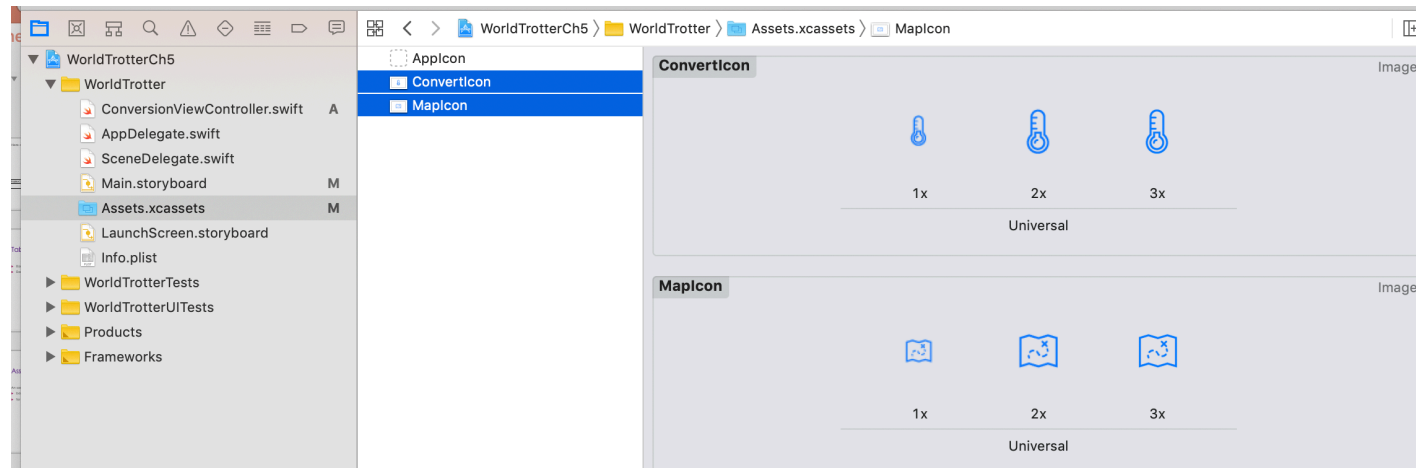 WorldTrotterCh5 WorldTrotter Assets.xcassets MapIcon
WorldTrotterCh5
WorldTrotter
ConversionViewController.swift A
AppDelegate.swift
SceneDelegate.swift
Main.storyboard M
Assets.xcassets M
LaunchScreen.storyboard
Info.plist
WorldTrotterTests
WorldTrotterUITests
Products
Frameworks
AppIcon
ConvertIcon
MapIcon
ConvertIcon Image
1x 2x 3x
Universal
MapIcon Image
1x 2x 3x
Universal